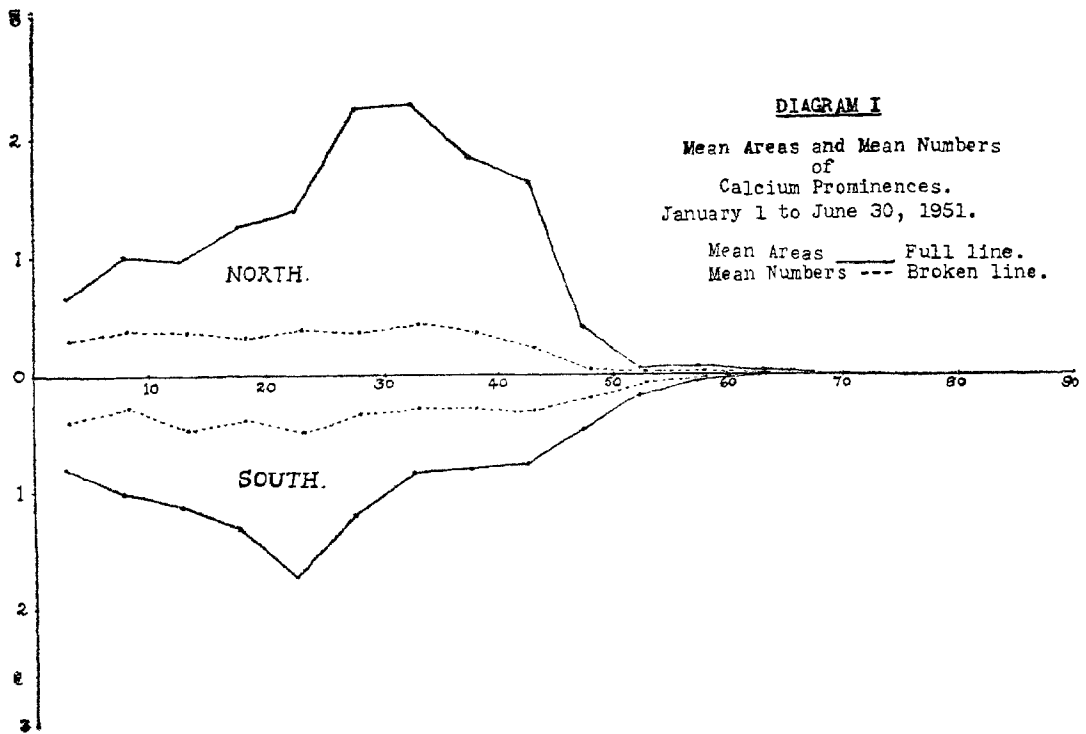 DIAGRAM I
Mean Areas and Mean Numbers
of
Calcium Prominences.
January 1 to June 30, 1951.
Mean Areas Full line.
Mean Numbers --- Broken line.
2
1
NORTH.
0
10 20 30 40 50 60 70 80 90
SOUTH.
1
2
3